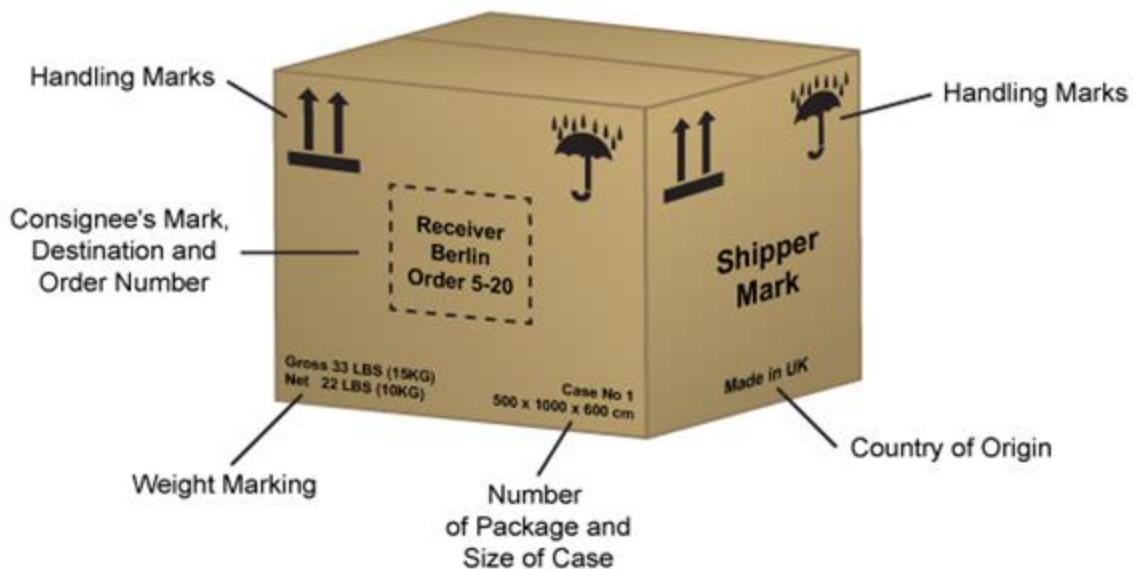 Handling Marks
Handling Marks
Consignee's Mark,
Destination and
Order Number
Receiver
Berlin
Order 5-20
Shipper
Mark
Gross 33 LBS (15KG)
Net 22 LBS (10KG)
Case No 1
500 x 1000 x 600 cm
Made in UK
Weight Marking
Number
of Package and
Size of Case
Country of Origin